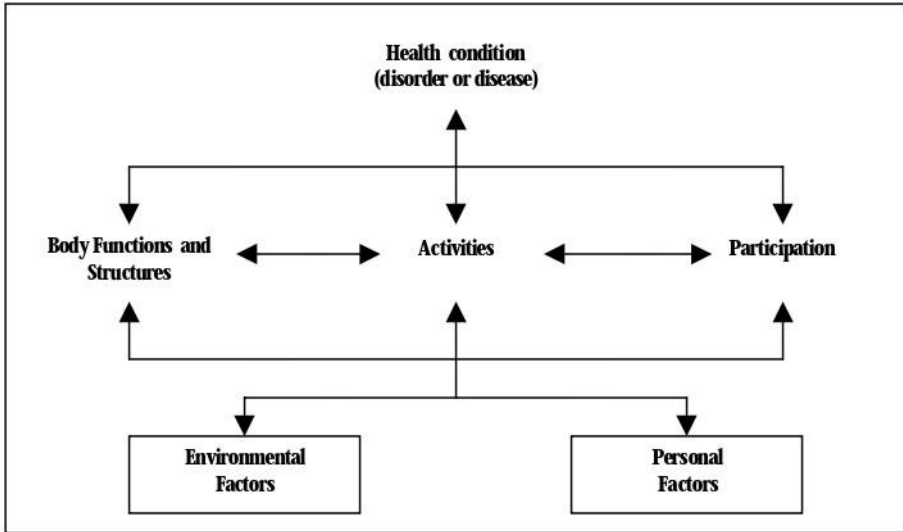 Health condition
(disorder or disease)
Body Functions and
Structures
Activities
Participation
Environmental
Factors
Personal
Factors